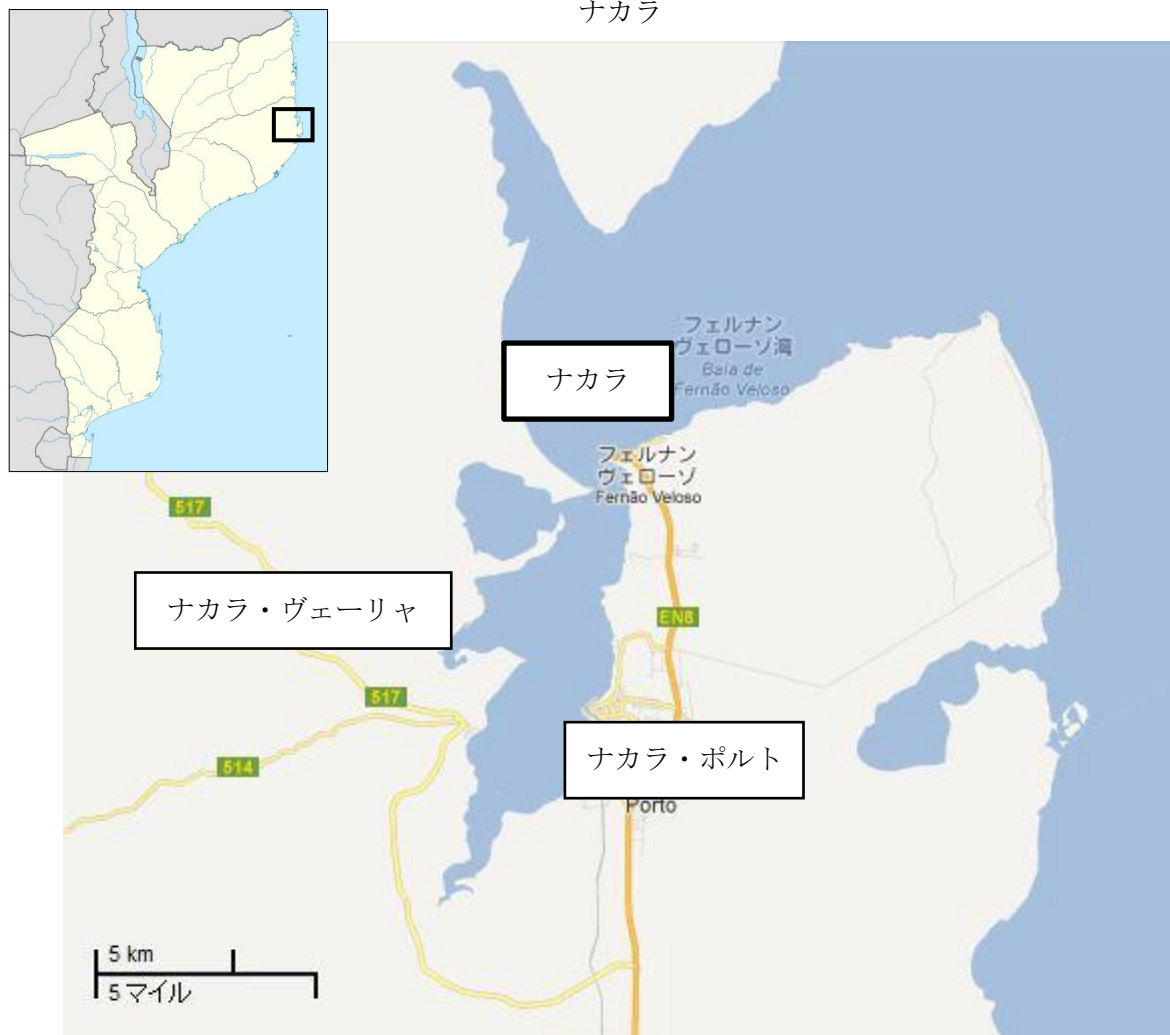 ナカラ
フェルナン
ヴェローソ湾
Baía de
Fernão Veloso
ナカラ
フェルナン
ヴェローゾ
Fernão Veloso
517
ナカラ・ヴェーリャ
EN8
517
514
ナカラ・ポルト
Porto
5 km
5 マイル